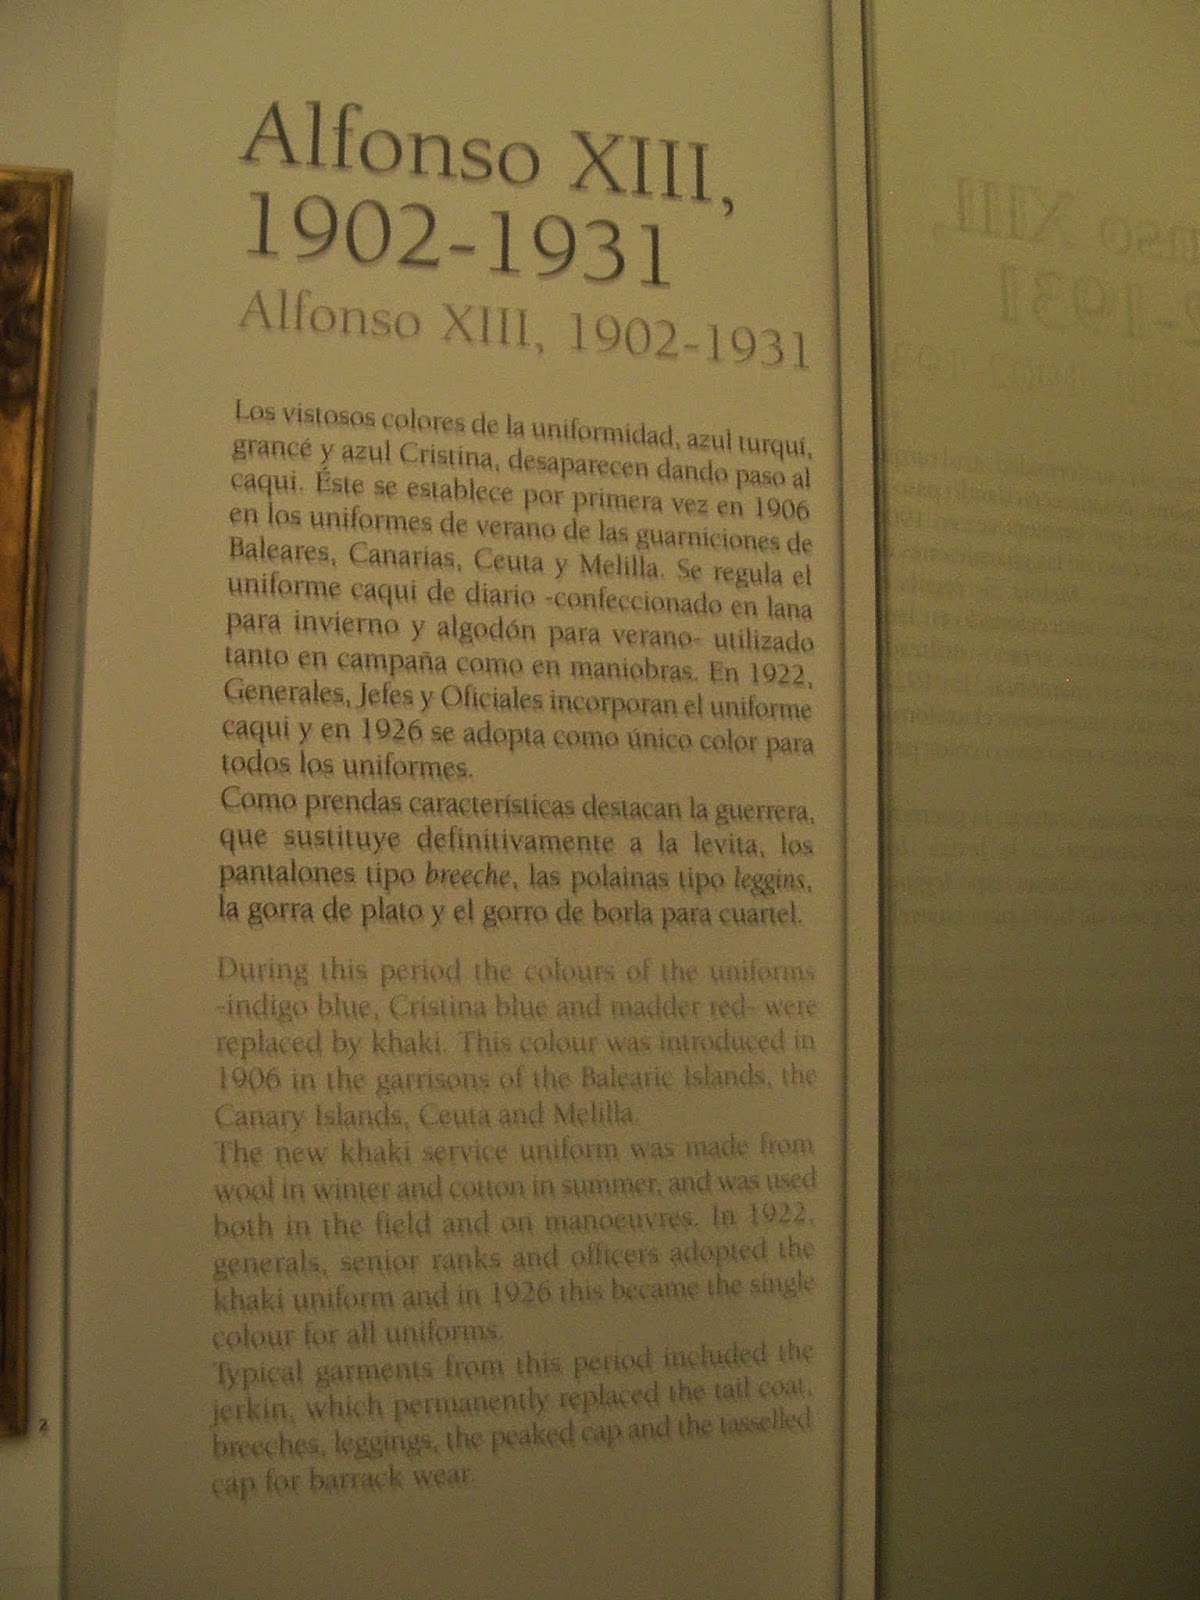 Alfonso XIII,
1902-1931
Alfonso XIII, 1902-1931
Los vistosos colores de la uniformidad, azul turquí,
grancé y azul Cristina, desaparecen dando paso al
caqui. Éste se establece por primera vez en 1906
en los uniformes de verano de las guarniciones de
Baleares, Canarias, Ceuta y Melilla. Se regula el
uniforme caqui de diario -confeccionado en lana
para invierno y algodón para verano- utilizado
tanto en campaña como en maniobras. En 1922,
Generales, Jefes y Oficiales incorporan el uniforme
caqui y en 1926 se adopta como único color para
todos los uniformes.
Como prendas características destacan la guerrera,
que sustituye definitivamente a la levita, los
pantalones tipo breeche, las polainas tipo leggins,
la gorra de plato y el gorro de borla para cuartel.
During this period the colours of the uniforms
-indigo blue, Cristina blue and madder red- were
replaced by khaki. This colour was introduced in
1906 in the garrisons of the Balearic Islands, the
Canary Islands, Ceuta and Melilla.
The new khaki service uniform was made from
wool in winter and cotton in summer, and was used
both in the field and on manoeuvres. In 1922,
generals, senior ranks and officers adopted the
khaki uniform and in 1926 this became the single
colour for all uniforms.
Typical garments from this period included the
jerkin, which permanently replaced the tail coat,
breeches, leggings, the peaked cap and the tasselled
cap for barrack wear.
2